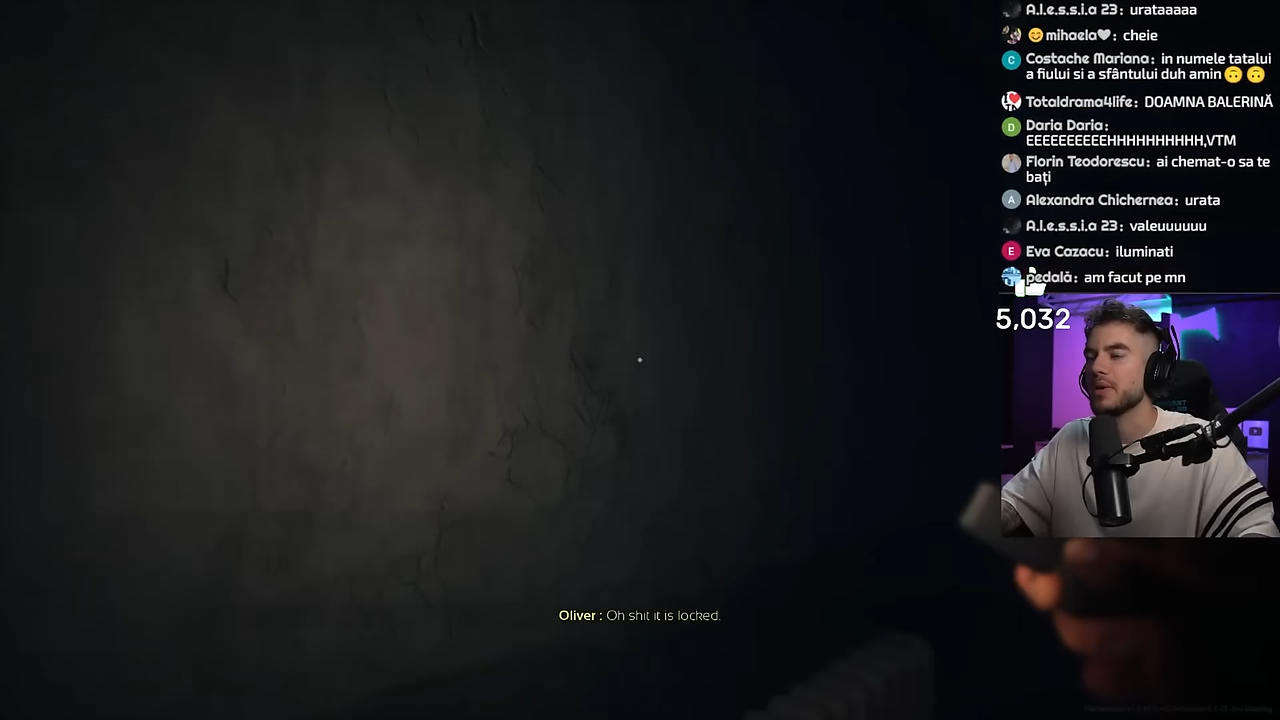 A.l.e.s.s.i.a 23: urataaaaa
😊mihaela🤍: cheie
C Costache Mariana: in numele tatalui
a fiului si a sfântului duh amin🙃 🙃
Totaldrama4life: DOAMNA BALERINĂ
D Daria Daria:
EEEEEEEEEEHHHHHHHHHH,VTM
Florin Teodorescu: ai chemat-o sa te
bați
A Alexandra Chichernea: urata
A.l.e.s.s.i.a 23: valeuuuuuu
E Eva Cazacu: iluminati
pedală: am facut pe mn
5,032
Oliver : Oh shit it is locked.